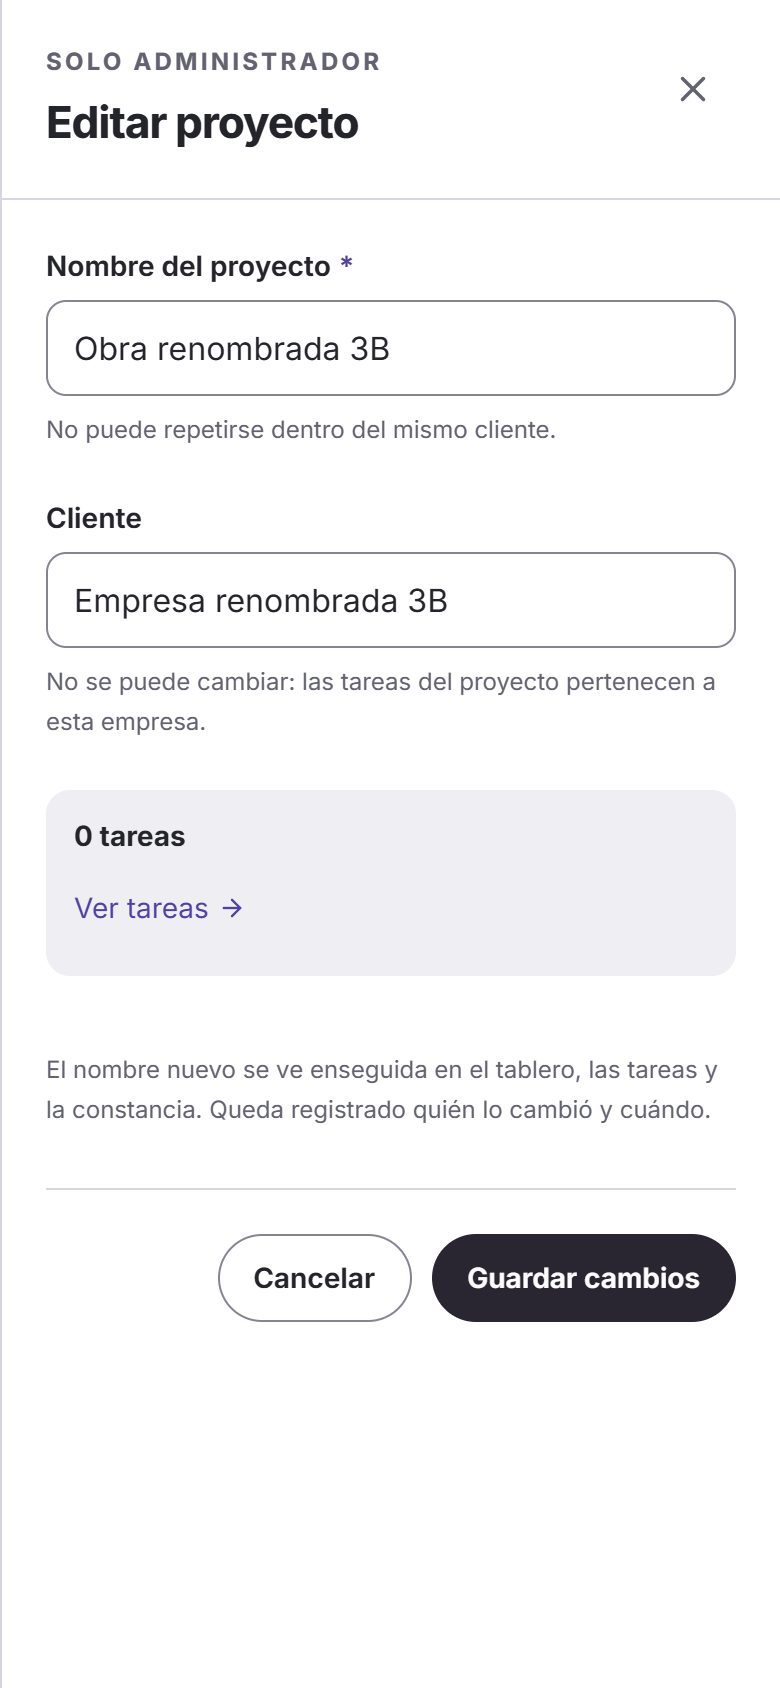 SOLO ADMINISTRADOR
Editar proyecto
Nombre del proyecto *
Obra renombrada 3B
No puede repetirse dentro del mismo cliente.
Cliente
Empresa renombrada 3B
No se puede cambiar: las tareas del proyecto pertenecen a
esta empresa.
0 tareas
Ver tareas →
El nombre nuevo se ve enseguida en el tablero, las tareas y
la constancia. Queda registrado quién lo cambió y cuándo.
Cancelar
Guardar cambios